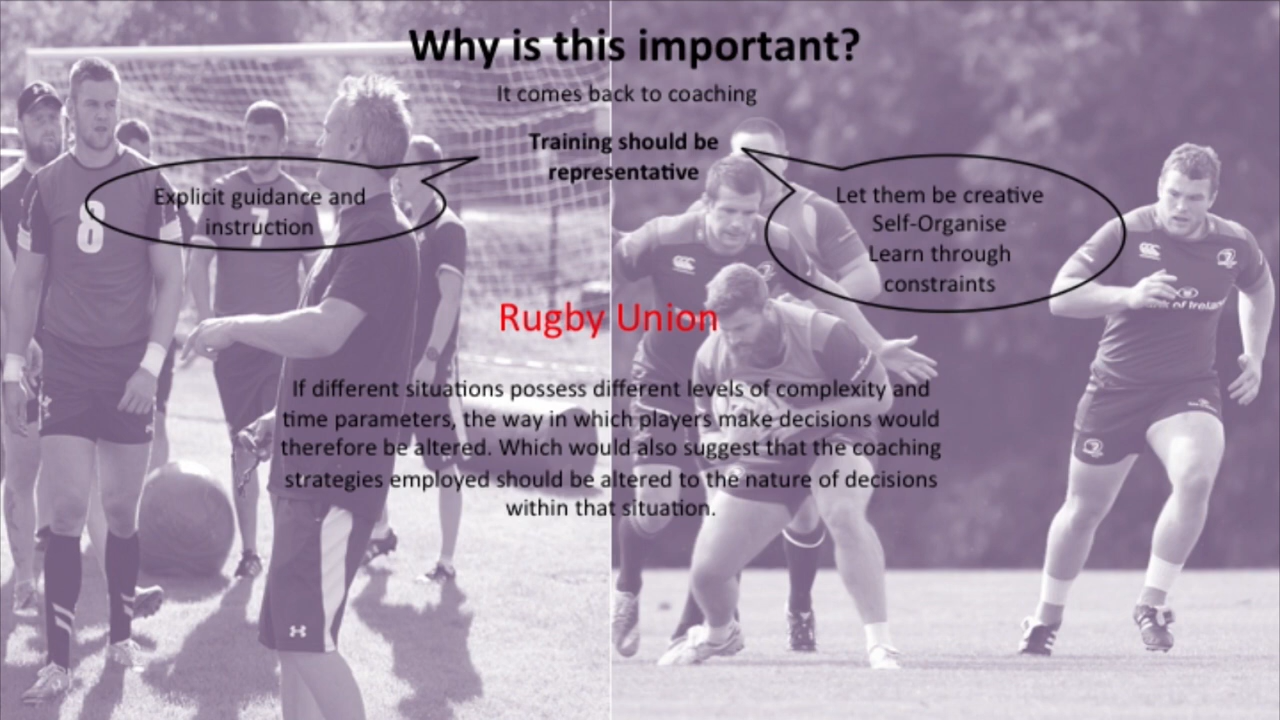 Why is this important?
It comes back to coaching
Training should be
representative
Explicit guidance and
instruction
Let them be creative
Self-Organise
Learn through
constraints
Rugby Union
If different situations possess different levels of complexity and
time parameters, the way in which players make decisions would
therefore be altered. Which would also suggest that the coaching
strategies employed should be altered to the nature of decisions
within that situation.
8
7